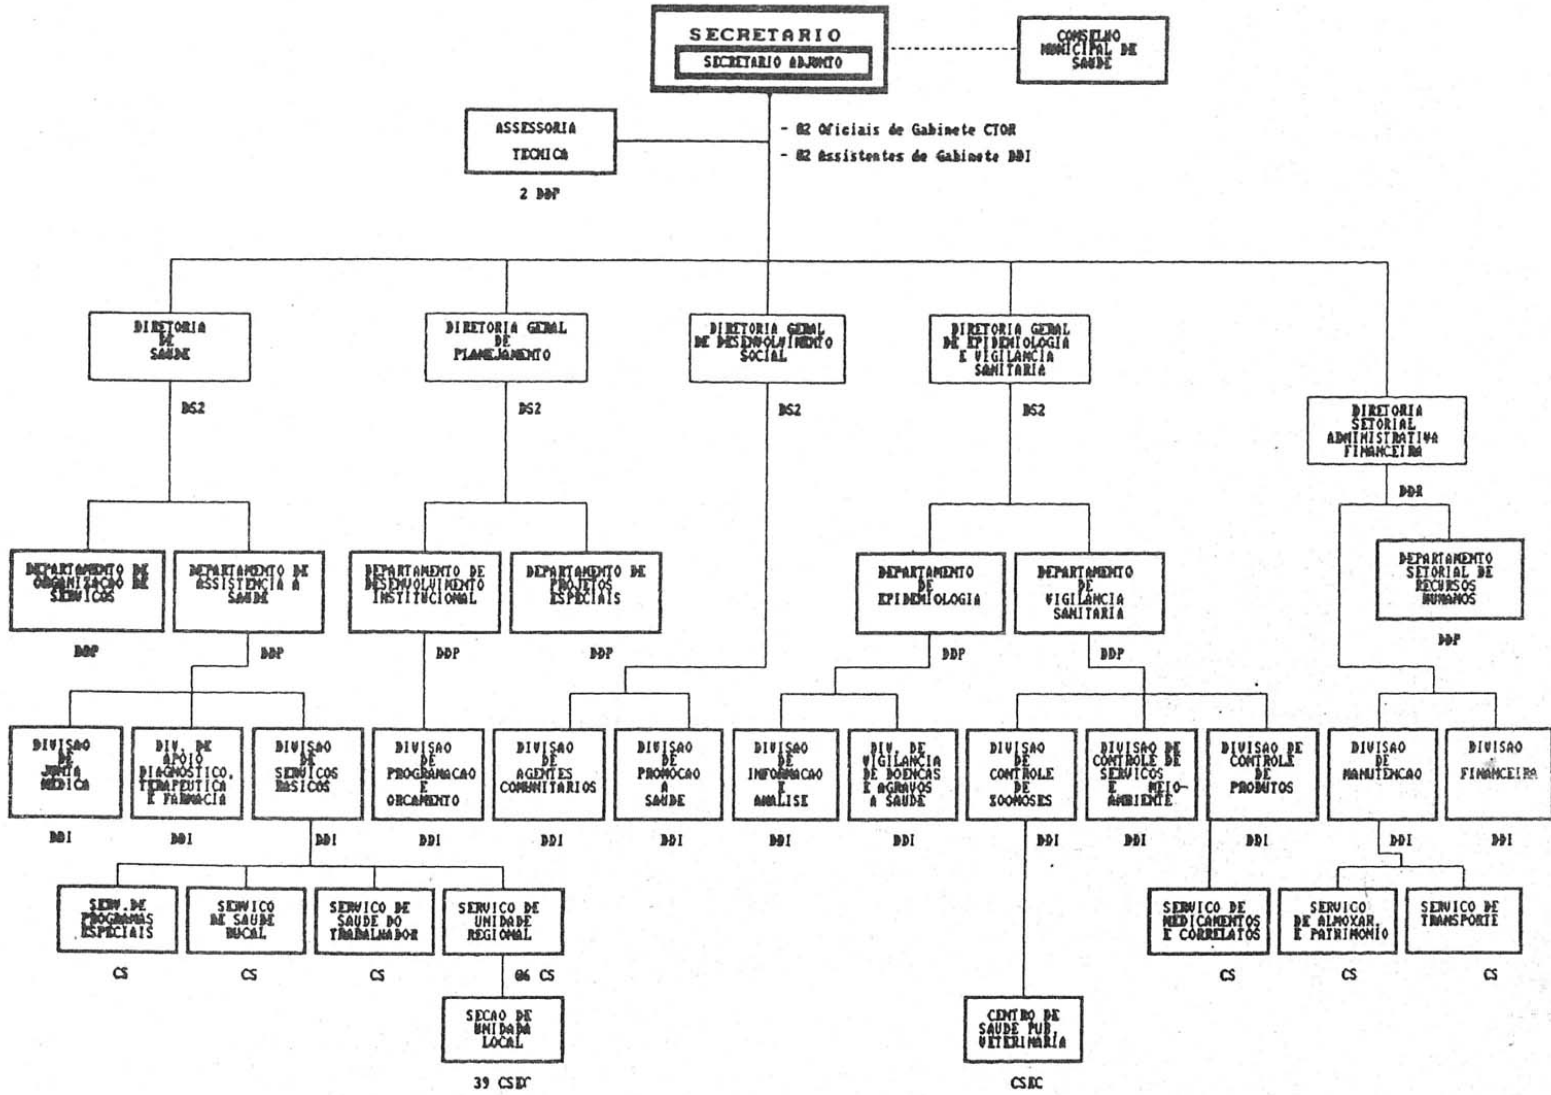 SECRETARIO
SECRETARIO ADJUNTO
CONSELHO
MUNICIPAL DE
SAUDE
ASSESSORIA
TECNICA
2 DDP
- 02 Oficiais de Gabinete CTOR
- 02 Assistentes de Gabinete DDI
DIRETORIA
DE
SAUDE
DS2
DIRETORIA GERAL
DE
PLANEJAMENTO
DS2
DIRETORIA GERAL
DE DESENVOLVIMENTO
SOCIAL
DS2
DIRETORIA GERAL
DE EPIDEMIOLOGIA
E VIGILANCIA
SANITARIA
DS2
DIRETORIA
SETORIAL
ADMINISTRATIVA
FINANCEIRA
DDR
DEPARTAMENTO DE
ORGANIZACAO DE
SERVICOS
DDP
DEPARTAMENTO DE
ASSISTENCIA A
SAUDE
DDP
DEPARTAMENTO DE
DESENVOLVIMENTO
INSTITUCIONAL
DDP
DEPARTAMENTO DE
PROJETOS
ESPECIAIS
DDP
DEPARTAMENTO
DE
EPIDEMIOLOGIA
DDP
DEPARTAMENTO
DE
VIGILANCIA
SANITARIA
DDP
DEPARTAMENTO
SETORIAL DE
RECURSOS
HUMANOS
DDP
DIVISAO
DE
JUNTA
MEDICA
DDI
DIV. DE
APOIO
DIAGNOSTICO,
TERAPEUTICA
E FARMACIA
DDI
DIVISAO
DE
SERVICOS
BASICOS
DDI
DIVISAO
DE
PROGRAMACAO
E
ORCAMENTO
DDI
DIVISAO
DE
AGENTES
COMUNITARIOS
DDI
DIVISAO
DE
PROMOCAO
A
SAUDE
DDI
DIVISAO
DE
INFORMACAO
E
ANALISE
DDI
DIV. DE
VIGILANCIA
DE DOENCAS
E AGRAVOS
A SAUDE
DDI
DIVISAO
DE
CONTROLE
DE
ZOONOSES
DDI
DIVISAO DE
CONTROLE DE
SERVICOS
E MEIO-
AMBIENTE
DDI
DIVISAO DE
CONTROLE
DE
PRODUTOS
DDI
DIVISAO
DE
MANUTENCAO
DDI
DIVISAO
FINANCEIRA
DDI
SERV.DE
PROGRAMAS
ESPECIAIS
CS
SERVICO
DE SAUDE
BUCAL
CS
SERVICO DE
SAUDE DO
TRABALHADOR
CS
SERVICO DE
UNIDADE
REGIONAL
06 CS
SERVICO DE
MEDICAMENTOS
E CORRELATOS
CS
SERVICO
DE ALMOXAR.
E PATRIMONIO
CS
SERVICO DE
TRANSPORTE
CS
SECAO DE
UNIDADA
LOCAL
39 CSEC
CENTRO DE
SAUDE PUB.
VETERINARIA
CSEC